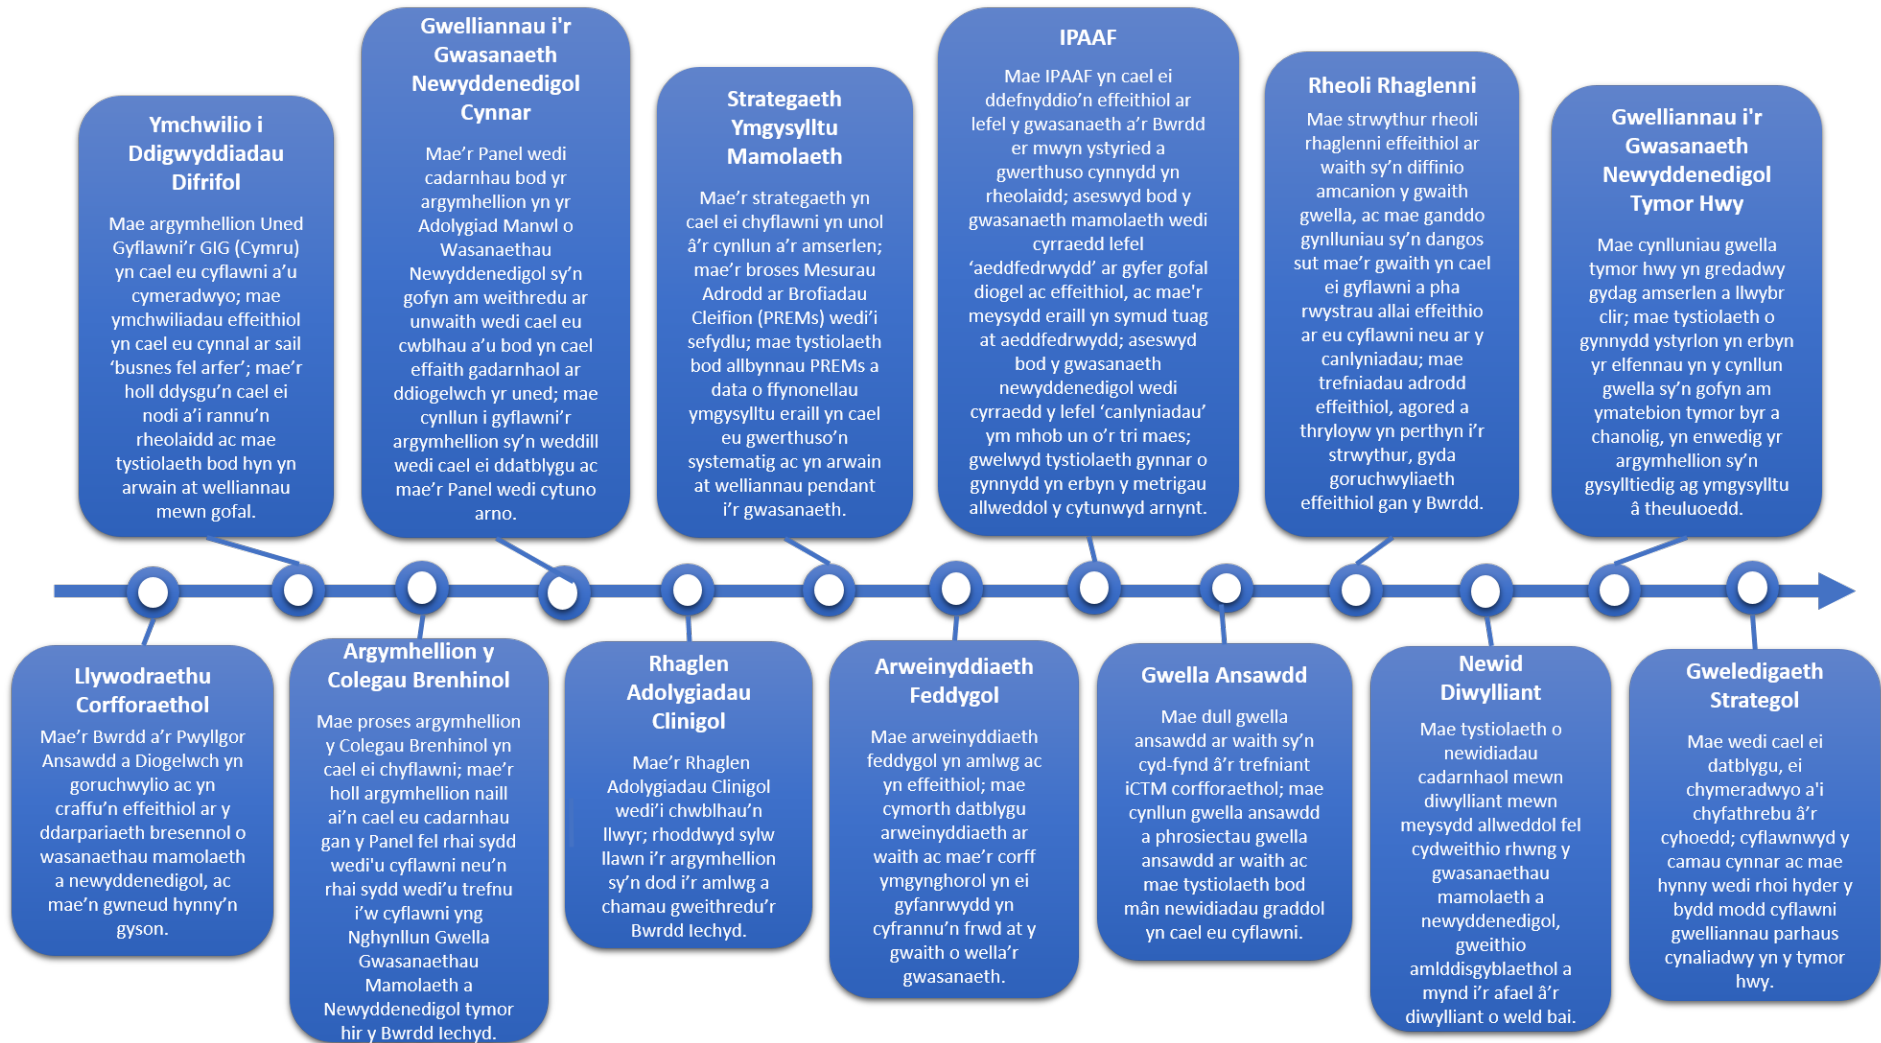 Ymchwilio i
Ddigwyddiadau
Difrifol
Mae argymhellion Uned
Gyflawni’r GIG (Cymru)
yn cael eu cyflawni a’u
cymeradwyo; mae
ymchwiliadau effeithiol
yn cael eu cynnal ar sail
‘busnes fel arfer’; mae’r
holl ddysgu’n cael ei
nodi a’i rannu’n
rheolaidd ac mae
tystiolaeth bod hyn yn
arwain at welliannau
mewn gofal.
Gwelliannau i'r
Gwasanaeth
Newyddenedigol
Cynnar
Mae’r Panel wedi
cadarnhau bod yr
argymhellion yn yr
Adolygiad Manwl o
Wasanaethau
Newyddenedigol sy’n
gofyn am weithredu ar
unwaith wedi cael eu
cwblhau a’u bod yn cael
effaith gadarnhaol ar
ddiogelwch yr uned; mae
cynllun i gyflawni’r
argymhellion sy’n weddill
wedi cael ei ddatblygu ac
mae’r Panel wedi cytuno
arno.
Strategaeth
Ymgysylltu
Mamolaeth
Mae’r strategaeth yn
cael ei chyflawni yn unol
â’r cynllun a’r amserlen;
mae’r broses Mesurau
Adrodd ar Brofiadau
Cleifion (PREMs) wedi’i
sefydlu; mae tystiolaeth
bod allbynnau PREMs a
data o ffynonellau
ymgysylltu eraill yn cael
eu gwerthuso’n
systematig ac yn arwain
at welliannau pendant
i’r gwasanaeth.
IPAAF
Mae IPAAF yn cael ei
ddefnyddio’n effeithiol ar
lefel y gwasanaeth a’r Bwrdd
er mwyn ystyried a
gwerthuso cynnydd yn
rheolaidd; aseswyd bod y
gwasanaeth mamolaeth wedi
cyrraedd lefel
‘aeddfedrwydd’ ar gyfer gofal
diogel ac effeithiol, ac mae'r
meysydd eraill yn symud tuag
at aeddfedrwydd; aseswyd
bod y gwasanaeth
newyddenedigol wedi
cyrraedd y lefel ‘canlyniadau’
ym mhob un o’r tri maes;
gwelwyd tystiolaeth gynnar o
gynnydd yn erbyn y metrigau
allweddol y cytunwyd arnynt.
Rheoli Rhaglenni
Mae strwythur rheoli
rhaglenni effeithiol ar
waith sy’n diffinio
amcanion y gwaith
gwella, ac mae ganddo
gynlluniau sy’n dangos
sut mae’r gwaith yn cael
ei gyflawni a pha
rwystrau allai effeithio
ar eu cyflawni neu ar y
canlyniadau; mae
trefniadau adrodd
effeithiol, agored a
thryloyw yn perthyn i’r
strwythur, gyda
goruchwyliaeth
effeithiol gan y Bwrdd.
Gwelliannau i'r
Gwasanaeth
Newyddenedigol
Tymor Hwy
Mae cynlluniau gwella
tymor hwy yn gredadwy
gydag amserlen a llwybr
clir; mae tystiolaeth o
gynnydd ystyrlon yn erbyn
yr elfennau yn y cynllun
gwella sy’n gofyn am
ymatebion tymor byr a
chanolig, yn enwedig yr
argymhellion sy’n
gysylltiedig ag ymgysylltu
â theuluoedd.
Llywodraethu
Corfforaethol
Mae’r Bwrdd a’r Pwyllgor
Ansawdd a Diogelwch yn
goruchwylio ac yn
craffu’n effeithiol ar y
ddarpariaeth bresennol o
wasanaethau mamolaeth
a newyddenedigol, ac
mae’n gwneud hynny’n
gyson.
Argymhellion y
Colegau Brenhinol
Mae proses argymhellion
y Colegau Brenhinol yn
cael ei chyflawni; mae’r
holl argymhellion naill
ai’n cael eu cadarnhau
gan y Panel fel rhai sydd
wedi'u cyflawni neu’n
rhai sydd wedi’u trefnu
i’w cyflawni yng
Nghynllun Gwella
Gwasanaethau
Mamolaeth a
Newyddenedigol tymor
hir y Bwrdd Iechyd.
Rhaglen
Adolygiadau
Clinigol
Mae’r Rhaglen
Adolygiadau Clinigol
wedi’i chwblhau’n
llwyr; rhoddwyd sylw
llawn i’r argymhellion
sy’n dod i’r amlwg a
chamau gweithredu’r
Bwrdd Iechyd.
Arweinyddiaeth
Feddygol
Mae arweinyddiaeth
feddygol yn amlwg ac
yn effeithiol; mae
cymorth datblygu
arweinyddiaeth ar
waith ac mae’r corff
ymgynghorol yn ei
gyfanrwydd yn
cyfrannu’n frwd at y
gwaith o wella’r
gwasanaeth.
Gwella Ansawdd
Mae dull gwella
ansawdd ar waith sy’n
cyd-fynd â’r trefniant
iCTM corfforaethol; mae
cynllun gwella ansawdd
a phrosiectau gwella
ansawdd ar waith ac
mae tystiolaeth bod
mân newidiadau graddol
yn cael eu cyflawni.
Newid
Diwylliant
Mae tystiolaeth o
newidiadau
cadarnhaol mewn
diwylliant mewn
meysydd allweddol fel
cydweithio rhwng y
gwasanaethau
mamolaeth a
newyddenedigol,
gweithio
amlddisgyblaethol a
mynd i’r afael â’r
diwylliant o weld bai.
Gweledigaeth
Strategol
Mae wedi cael ei
datblygu, ei
chymeradwyo a'i
chyfathrebu â’r
cyhoedd; cyflawnwyd y
camau cynnar ac mae
hynny wedi rhoi hyder y
bydd modd cyflawni
gwelliannau parhaus
cynaliadwy yn y tymor
hwy.